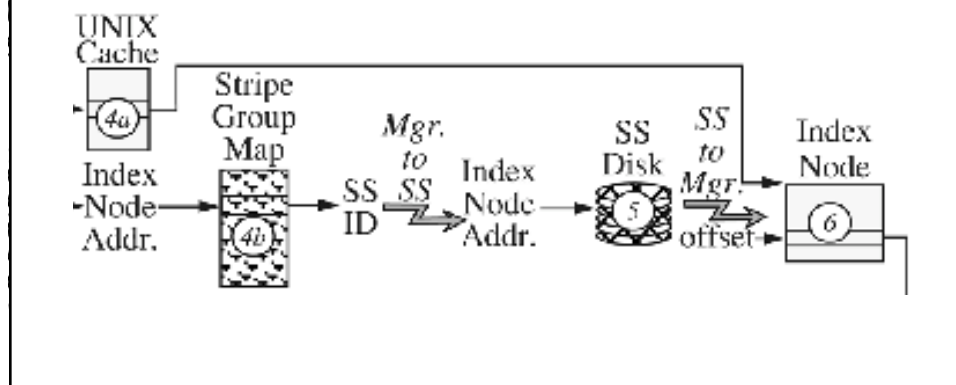 UNIX
Cache
4a
Index
Node
Addr.
Stripe
Group
Map
4b
SS
ID
Mgr.
to
SS
Index
Node
Addr.
SS
Disk
5
SS
to
Mgr.
offset
Index
Node
6